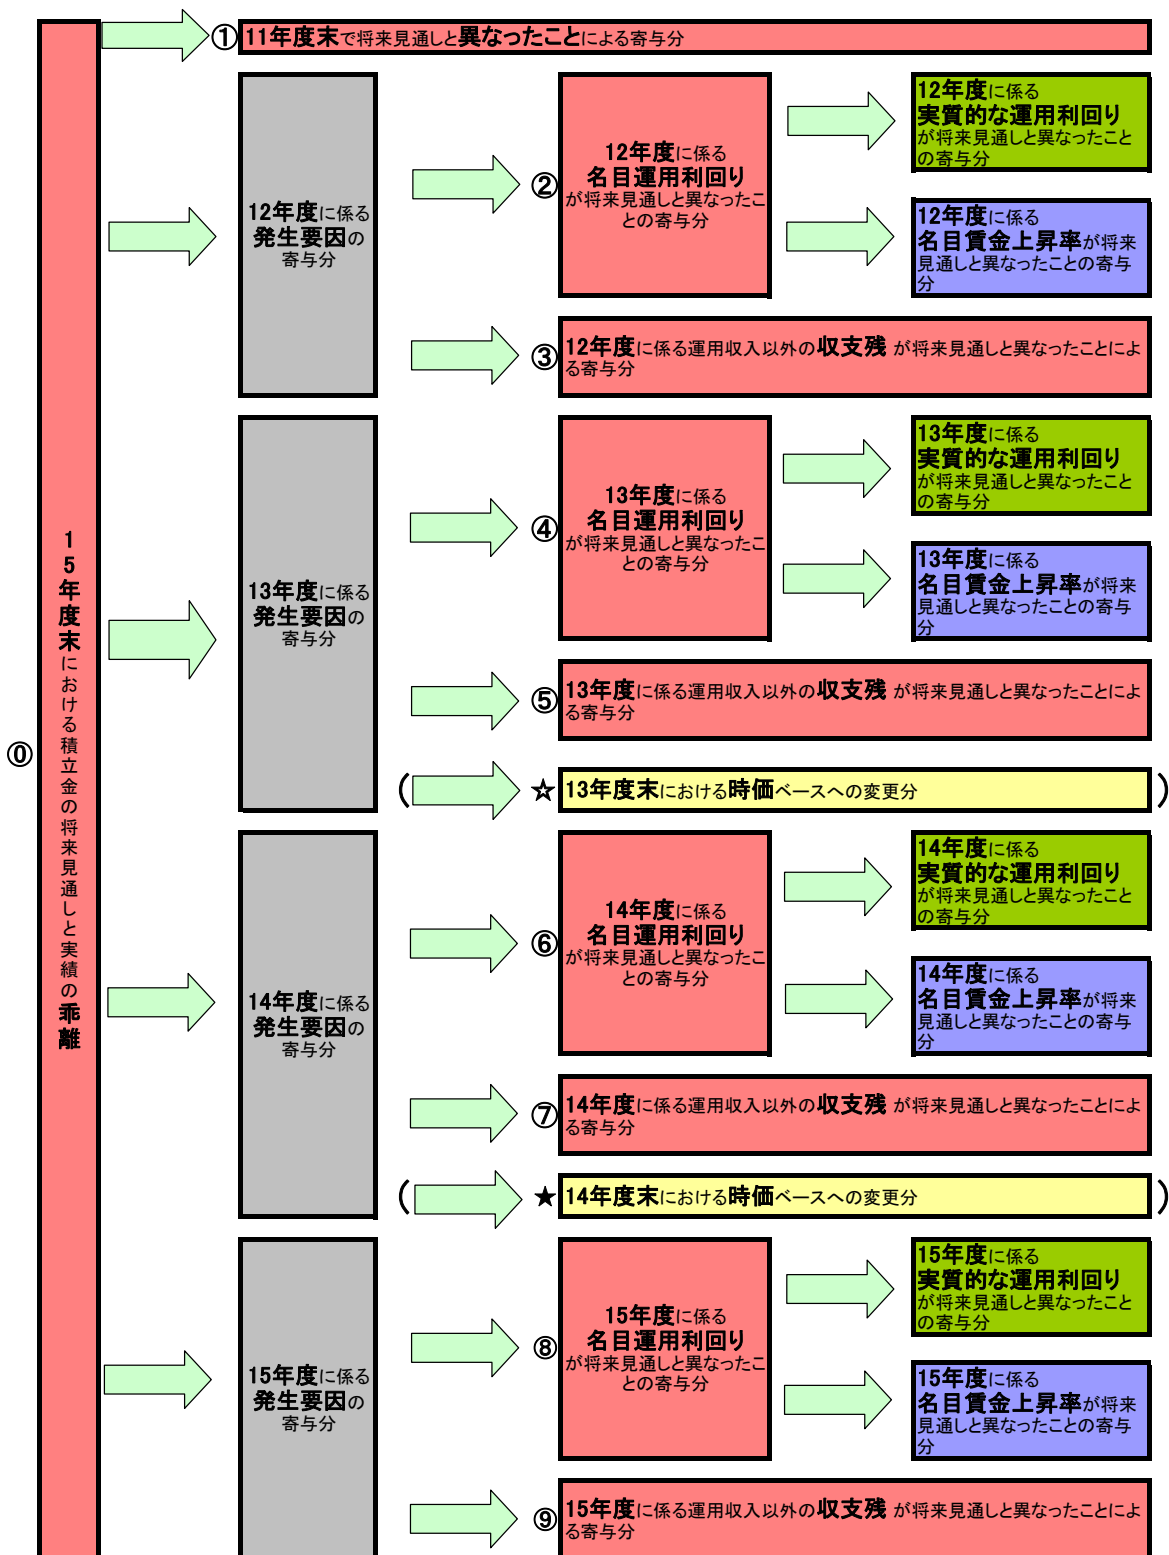 ⓪
15年度末における積立金の将来見通しと実績の乖離
①
11年度末で将来見通しと異なったことによる寄与分
12年度に係る
発生要因の
寄与分
②
12年度に係る
名目運用利回り
が将来見通しと異なったこ
との寄与分
12年度に係る
実質的な運用利回り
が将来見通しと異なったこと
の寄与分
12年度に係る
名目賃金上昇率が将来
見通しと異なったことの寄与
分
③
12年度に係る運用収入以外の収支残 が将来見通しと異なったことによ
る寄与分
13年度に係る
発生要因の
寄与分
④
13年度に係る
名目運用利回り
が将来見通しと異なったこ
との寄与分
13年度に係る
実質的な運用利回り
が将来見通しと異なったこと
の寄与分
13年度に係る
名目賃金上昇率が将来
見通しと異なったことの寄与
分
⑤
13年度に係る運用収入以外の収支残 が将来見通しと異なったことによ
る寄与分
( ☆ 13年度末における時価ベースへの変更分 )
14年度に係る
発生要因の
寄与分
⑥
14年度に係る
名目運用利回り
が将来見通しと異なったこ
との寄与分
14年度に係る
実質的な運用利回り
が将来見通しと異なったこと
の寄与分
14年度に係る
名目賃金上昇率が将来
見通しと異なったことの寄与
分
⑦
14年度に係る運用収入以外の収支残 が将来見通しと異なったことによ
る寄与分
( ★ 14年度末における時価ベースへの変更分 )
15年度に係る
発生要因の
寄与分
⑧
15年度に係る
名目運用利回り
が将来見通しと異なったこ
との寄与分
15年度に係る
実質的な運用利回り
が将来見通しと異なったこと
の寄与分
15年度に係る
名目賃金上昇率が将来
見通しと異なったことの寄与
分
⑨
15年度に係る運用収入以外の収支残 が将来見通しと異なったことによ
る寄与分